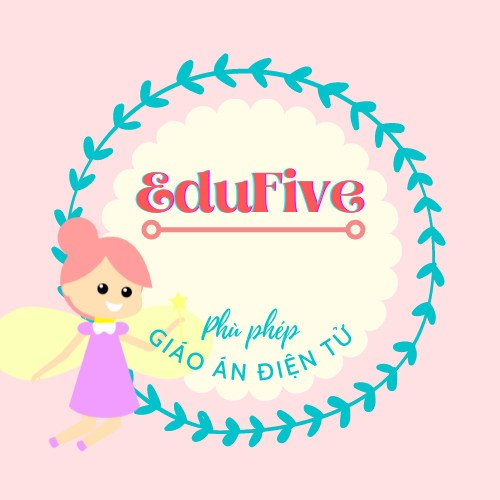 EduFive
Phù phép
GIÁO ÁN ĐIỆN TỬ